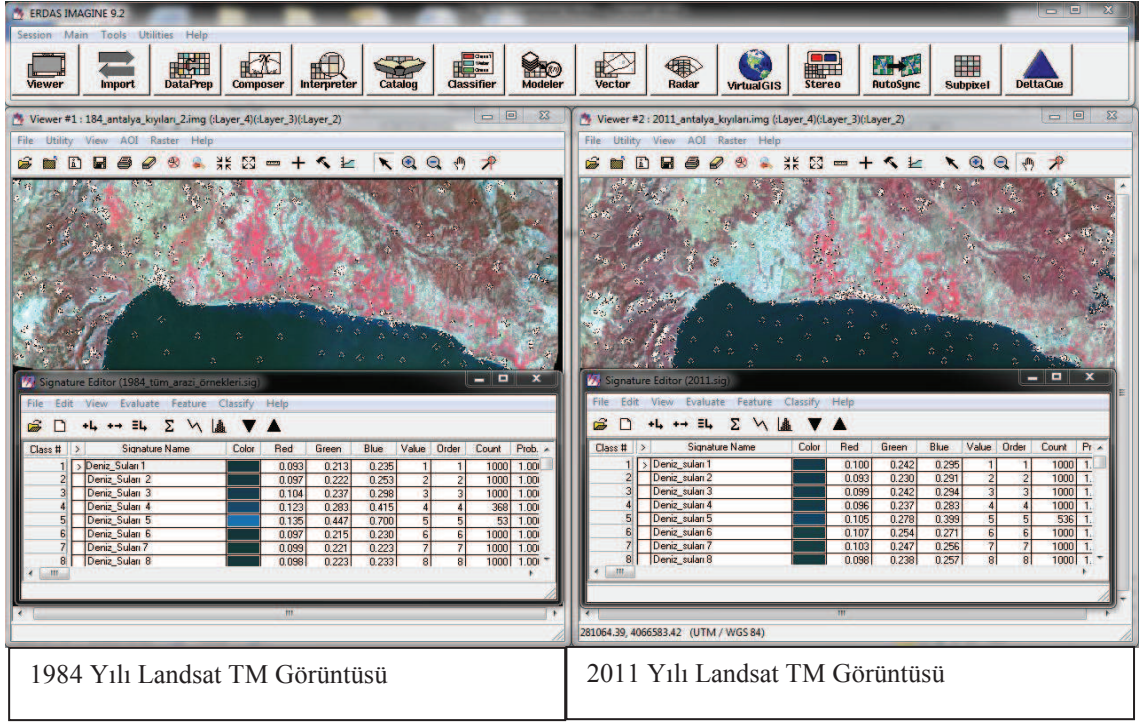 ERDAS IMAGINE 9.2
Session Main Tools Utilities Help
Viewer Import DataPrep Composer Interpreter Catalog Classifier Modeler Vector Radar VirtualGIS Stereo AutoSync Subpixel DeltaCue
Viewer #1 : 184_antalya_kıyıları_2.img (:Layer_4)(:Layer_3)(:Layer_2)
File Utility View AOI Raster Help
Signature Editor (1984_tüm_arazi_örnekleri.sig)
File Edit View Evaluate Feature Classify Help
Class # > Signature Name Color Red Green Blue Value Order Count Prob.
1 > Deniz_Suları 1 0.093 0.213 0.235 1 1 1000 1.00
2 Deniz_Suları 2 0.097 0.222 0.253 2 2 1000 1.00
3 Deniz_Suları 3 0.104 0.237 0.298 3 3 1000 1.00
4 Deniz_Suları 4 0.123 0.283 0.415 4 4 368 1.00
5 Deniz_Suları 5 0.135 0.447 0.700 5 5 53 1.00
6 Deniz_Suları 6 0.097 0.215 0.230 6 6 1000 1.00
7 Deniz_Suları 7 0.099 0.221 0.223 7 7 1000 1.00
8 Deniz_Suları 8 0.098 0.223 0.233 8 8 1000 1.00
Viewer #2 : 2011_antalya_kıyıları.img (:Layer_4)(:Layer_3)(:Layer_2)
File Utility View AOI Raster Help
Signature Editor (2011.sig)
File Edit View Evaluate Feature Classify Help
Class # > Signature Name Color Red Green Blue Value Order Count Pr
1 > Deniz_suları 1 0.100 0.242 0.295 1 1 1000 1.
2 Deniz_suları 2 0.093 0.230 0.291 2 2 1000 1.
3 Deniz_suları 3 0.099 0.242 0.294 3 3 1000 1.
4 Deniz_suları 4 0.096 0.237 0.283 4 4 1000 1.
5 Deniz_suları 5 0.105 0.278 0.399 5 5 536 1.
6 Deniz_suları 6 0.107 0.254 0.271 6 6 1000 1.
7 Deniz_suları 7 0.103 0.247 0.256 7 7 1000 1.
8 Deniz_suları 8 0.098 0.238 0.257 8 8 1000 1.
281064.39, 4066583.42 (UTM / WGS 84)
1984 Yılı Landsat TM Görüntüsü
2011 Yılı Landsat TM Görüntüsü